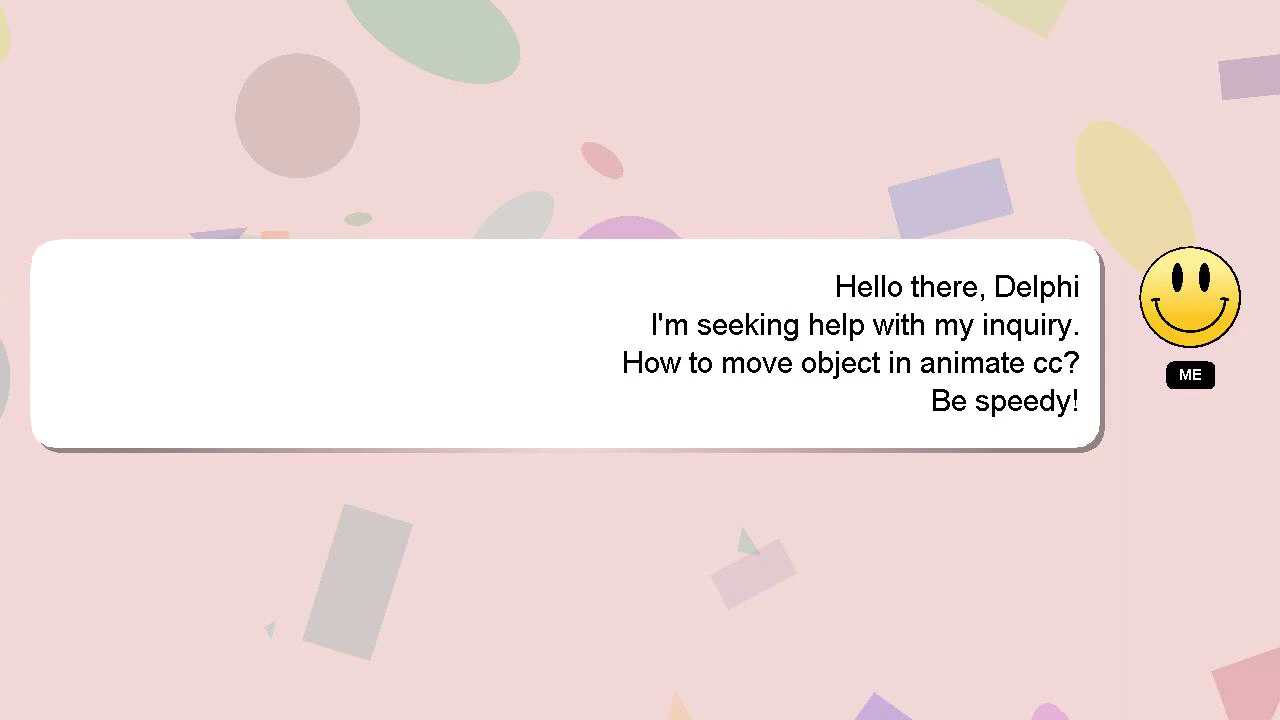 Hello there, Delphi
I'm seeking help with my inquiry.
How to move object in animate cc?
Be speedy!
ME